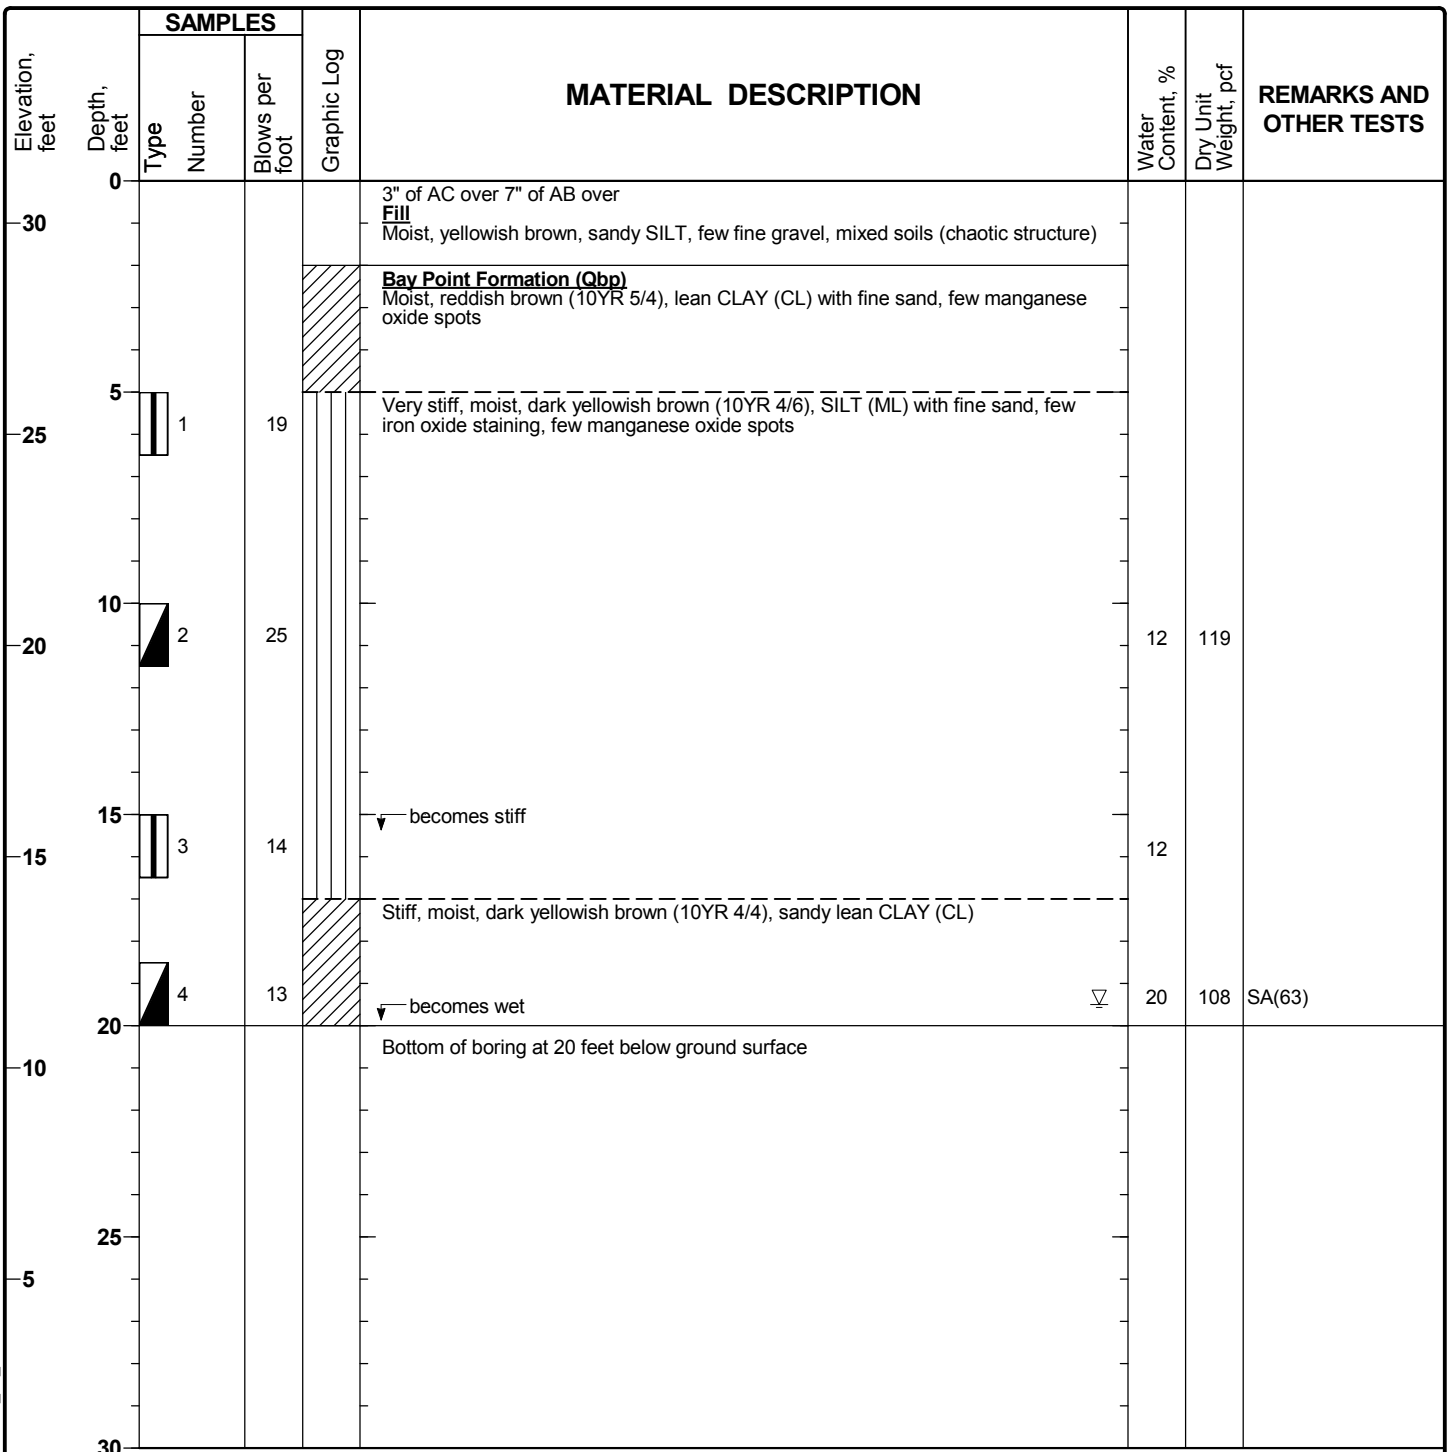 SAMPLES
Elevation,
feet
Depth,
feet
Type
Number
Blows per
foot
Graphic Log
MATERIAL DESCRIPTION
Water
Content, %
Dry Unit
Weight, pcf
REMARKS AND
OTHER TESTS
0
3" of AC over 7" of AB over
30
Fill
Moist, yellowish brown, sandy SILT, few fine gravel, mixed soils (chaotic structure)
Bay Point Formation (Qbp)
Moist, reddish brown (10YR 5/4), lean CLAY (CL) with fine sand, few manganese
oxide spots
5
Very stiff, moist, dark yellowish brown (10YR 4/6), SILT (ML) with fine sand, few
iron oxide staining, few manganese oxide spots
1 19
25
10
2 25 12 119
20
15
becomes stiff
3 14 12
15
Stiff, moist, dark yellowish brown (10YR 4/4), sandy lean CLAY (CL)
4 13 20 108 SA(63)
becomes wet
20
Bottom of boring at 20 feet below ground surface
10
25
5
30